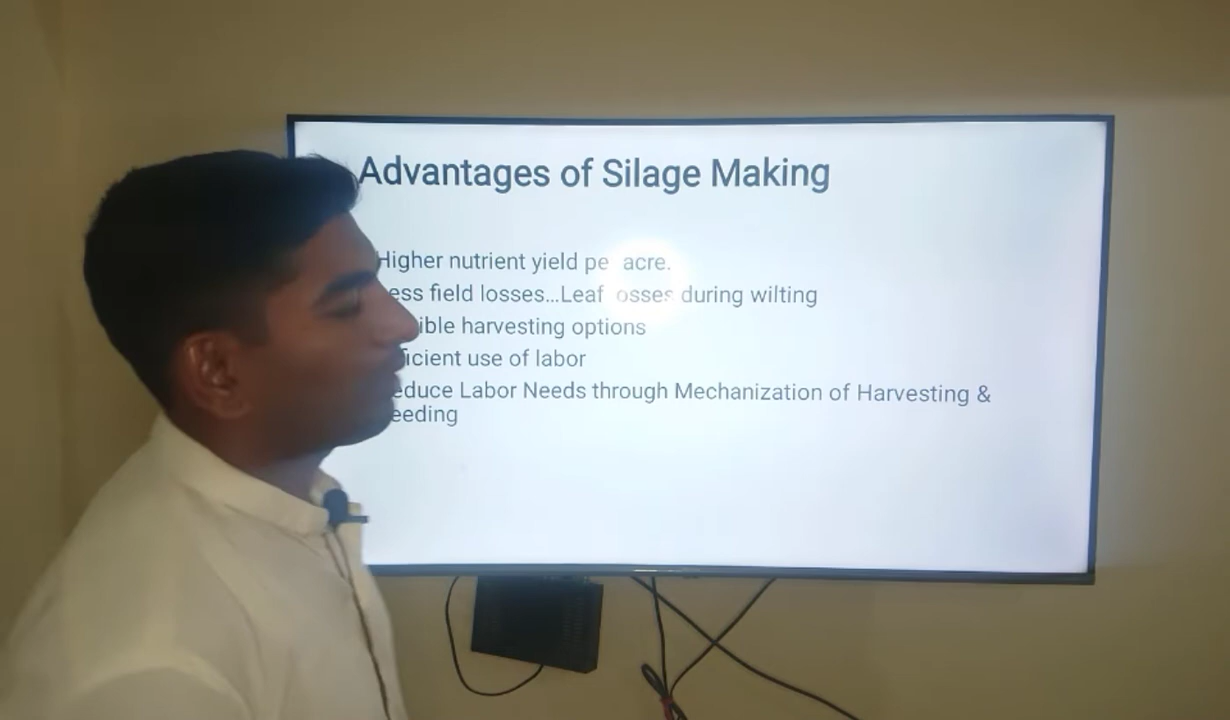 Advantages of Silage Making
Higher nutrient yield pe acre.
ess field losses...Leaf osses during wilting
ible harvesting options
icient use of labor
educe Labor Needs through Mechanization of Harvesting &
eeding